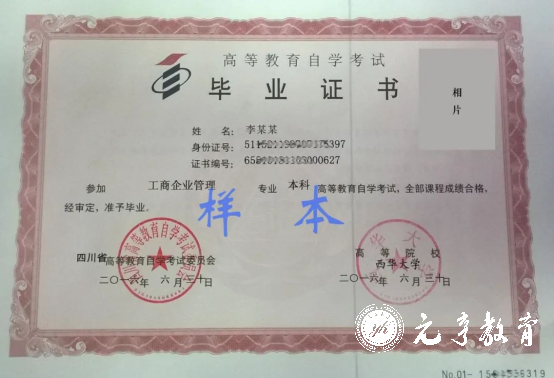 高等教育自学考试
毕业证书
相片
姓名：李某某
身份证号：
证书编号：
参加 工商企业管理 专业 本科 高等教育自学考试，全部课程成绩合格，
经审定，准予毕业。
样本
四川省高等教育自学考试委员会
二〇一六年 六月三十日
高等院校
西华大学
二〇一六年 六月三十日
元亨教育